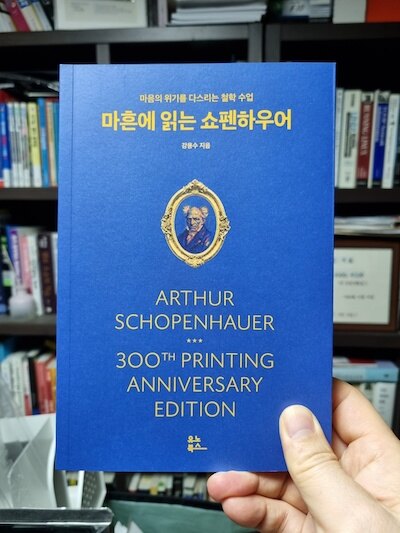 마음의 위기를 다스리는 철학 수업
마흔에 읽는 쇼펜하우어
강용수 지음
ARTHUR
SCHOPENHAUER
***
300TH PRINTING
ANNIVERSARY
EDITION
유노
북스